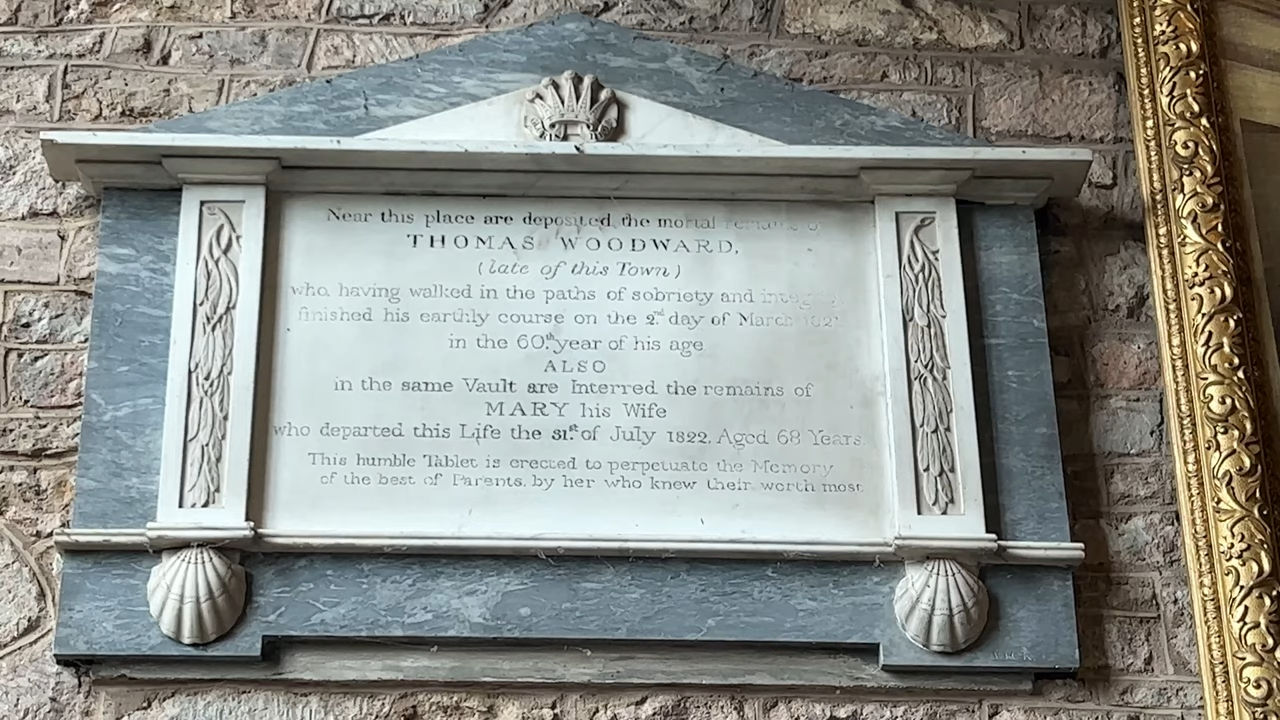 Near this place are deposited the mortal remains of
THOMAS WOODWARD,
(late of this Town)
who, having walked in the paths of sobriety and
finished his earthly course on the 2nd day of March
in the 60th year of his age
ALSO
in the same Vault are Interred the remains of
MARY his Wife
who departed this Life the 31st of July 1822. Aged 68 Years.
This humble Tablet is erected to perpetuate the Memory
of the best of Parents, by her who knew their worth most.